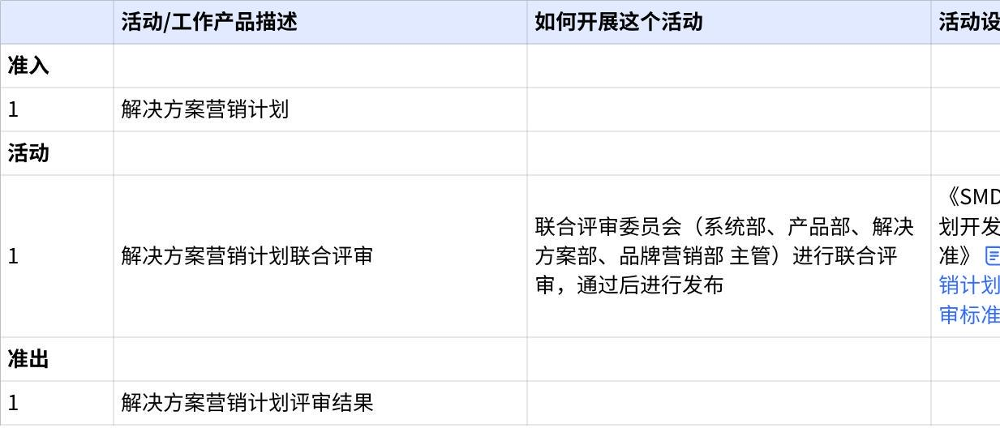 活动/工作产品描述 如何开展这个活动 活动设
准入
1 解决方案营销计划
活动
1 解决方案营销计划联合评审
联合评审委员会（系统部、产品部、解决
方案部、品牌营销部 主管）进行联合评
审，通过后进行发布
《SMD
划开发
准》
销计划
审标准
准出
1 解决方案营销计划评审结果